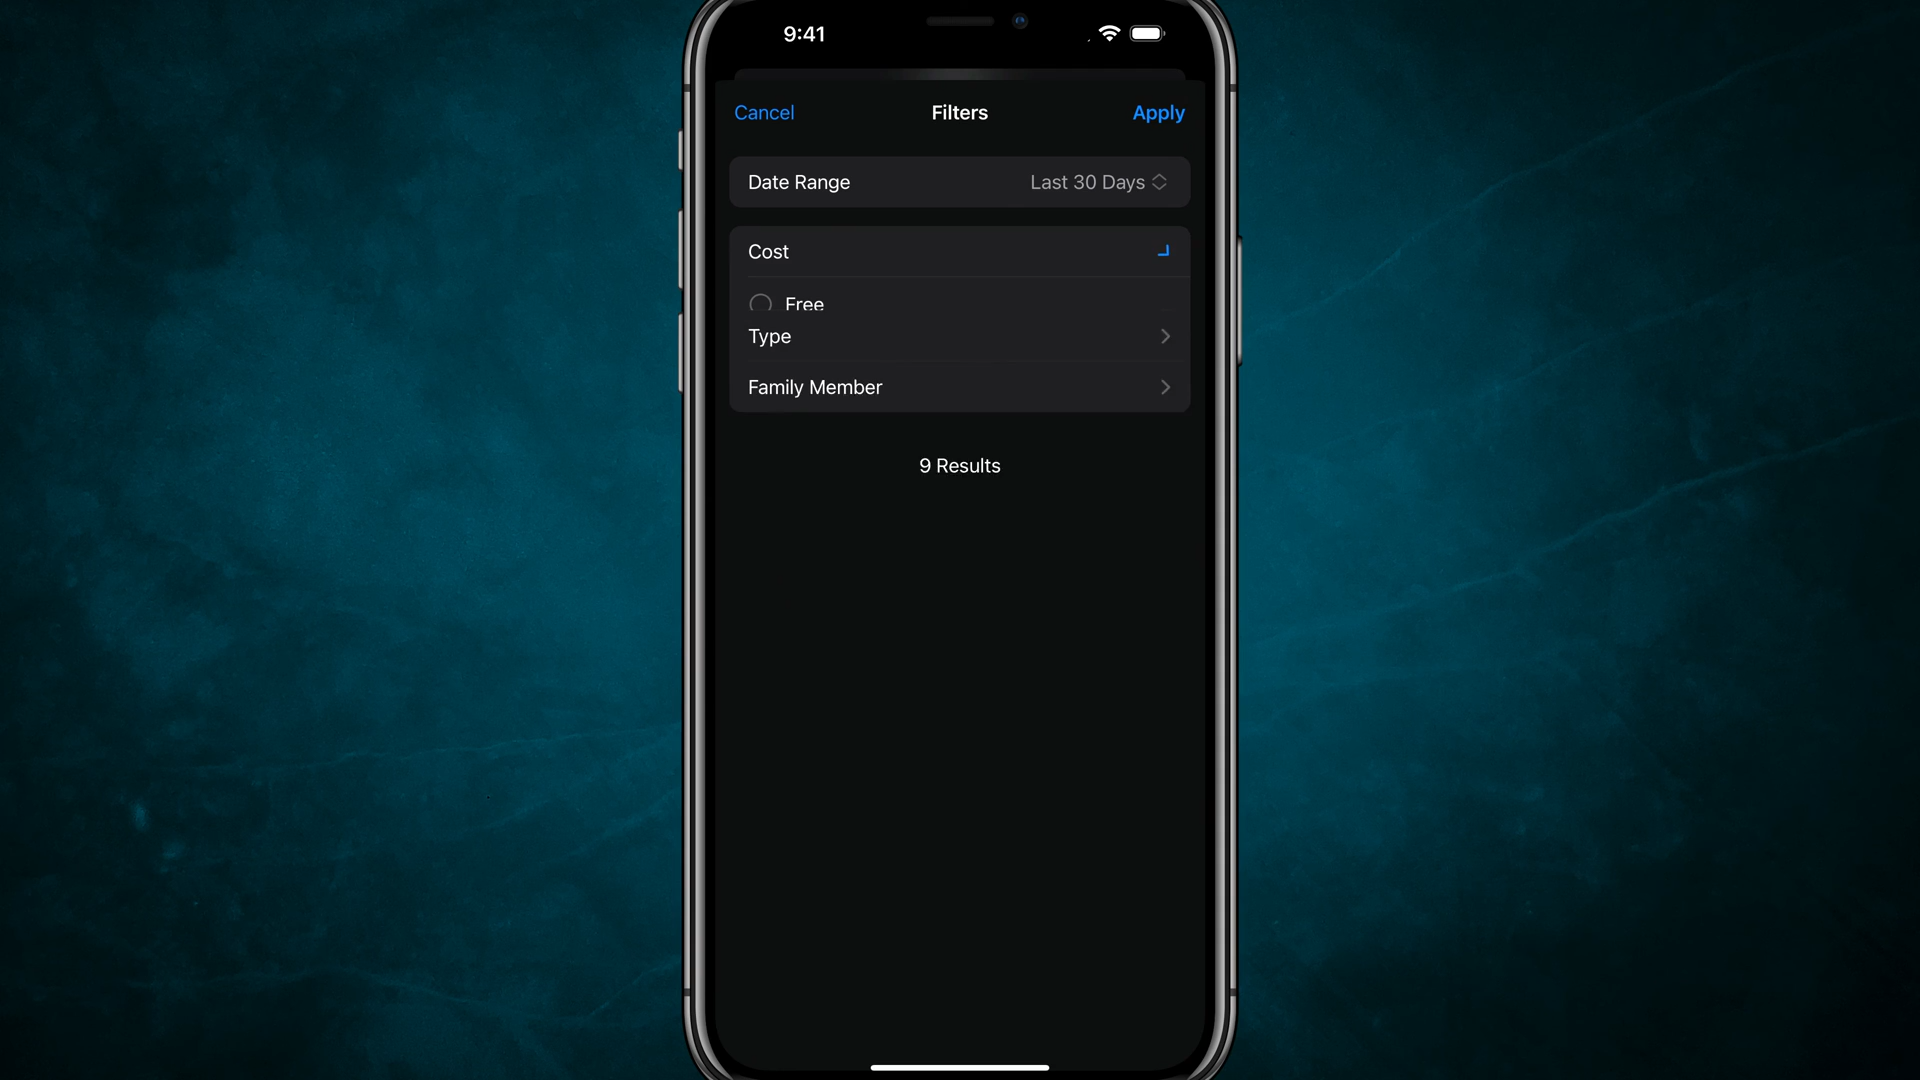 9:41
Cancel Filters Apply
Date Range Last 30 Days
Cost
Free
Type
Family Member
9 Results